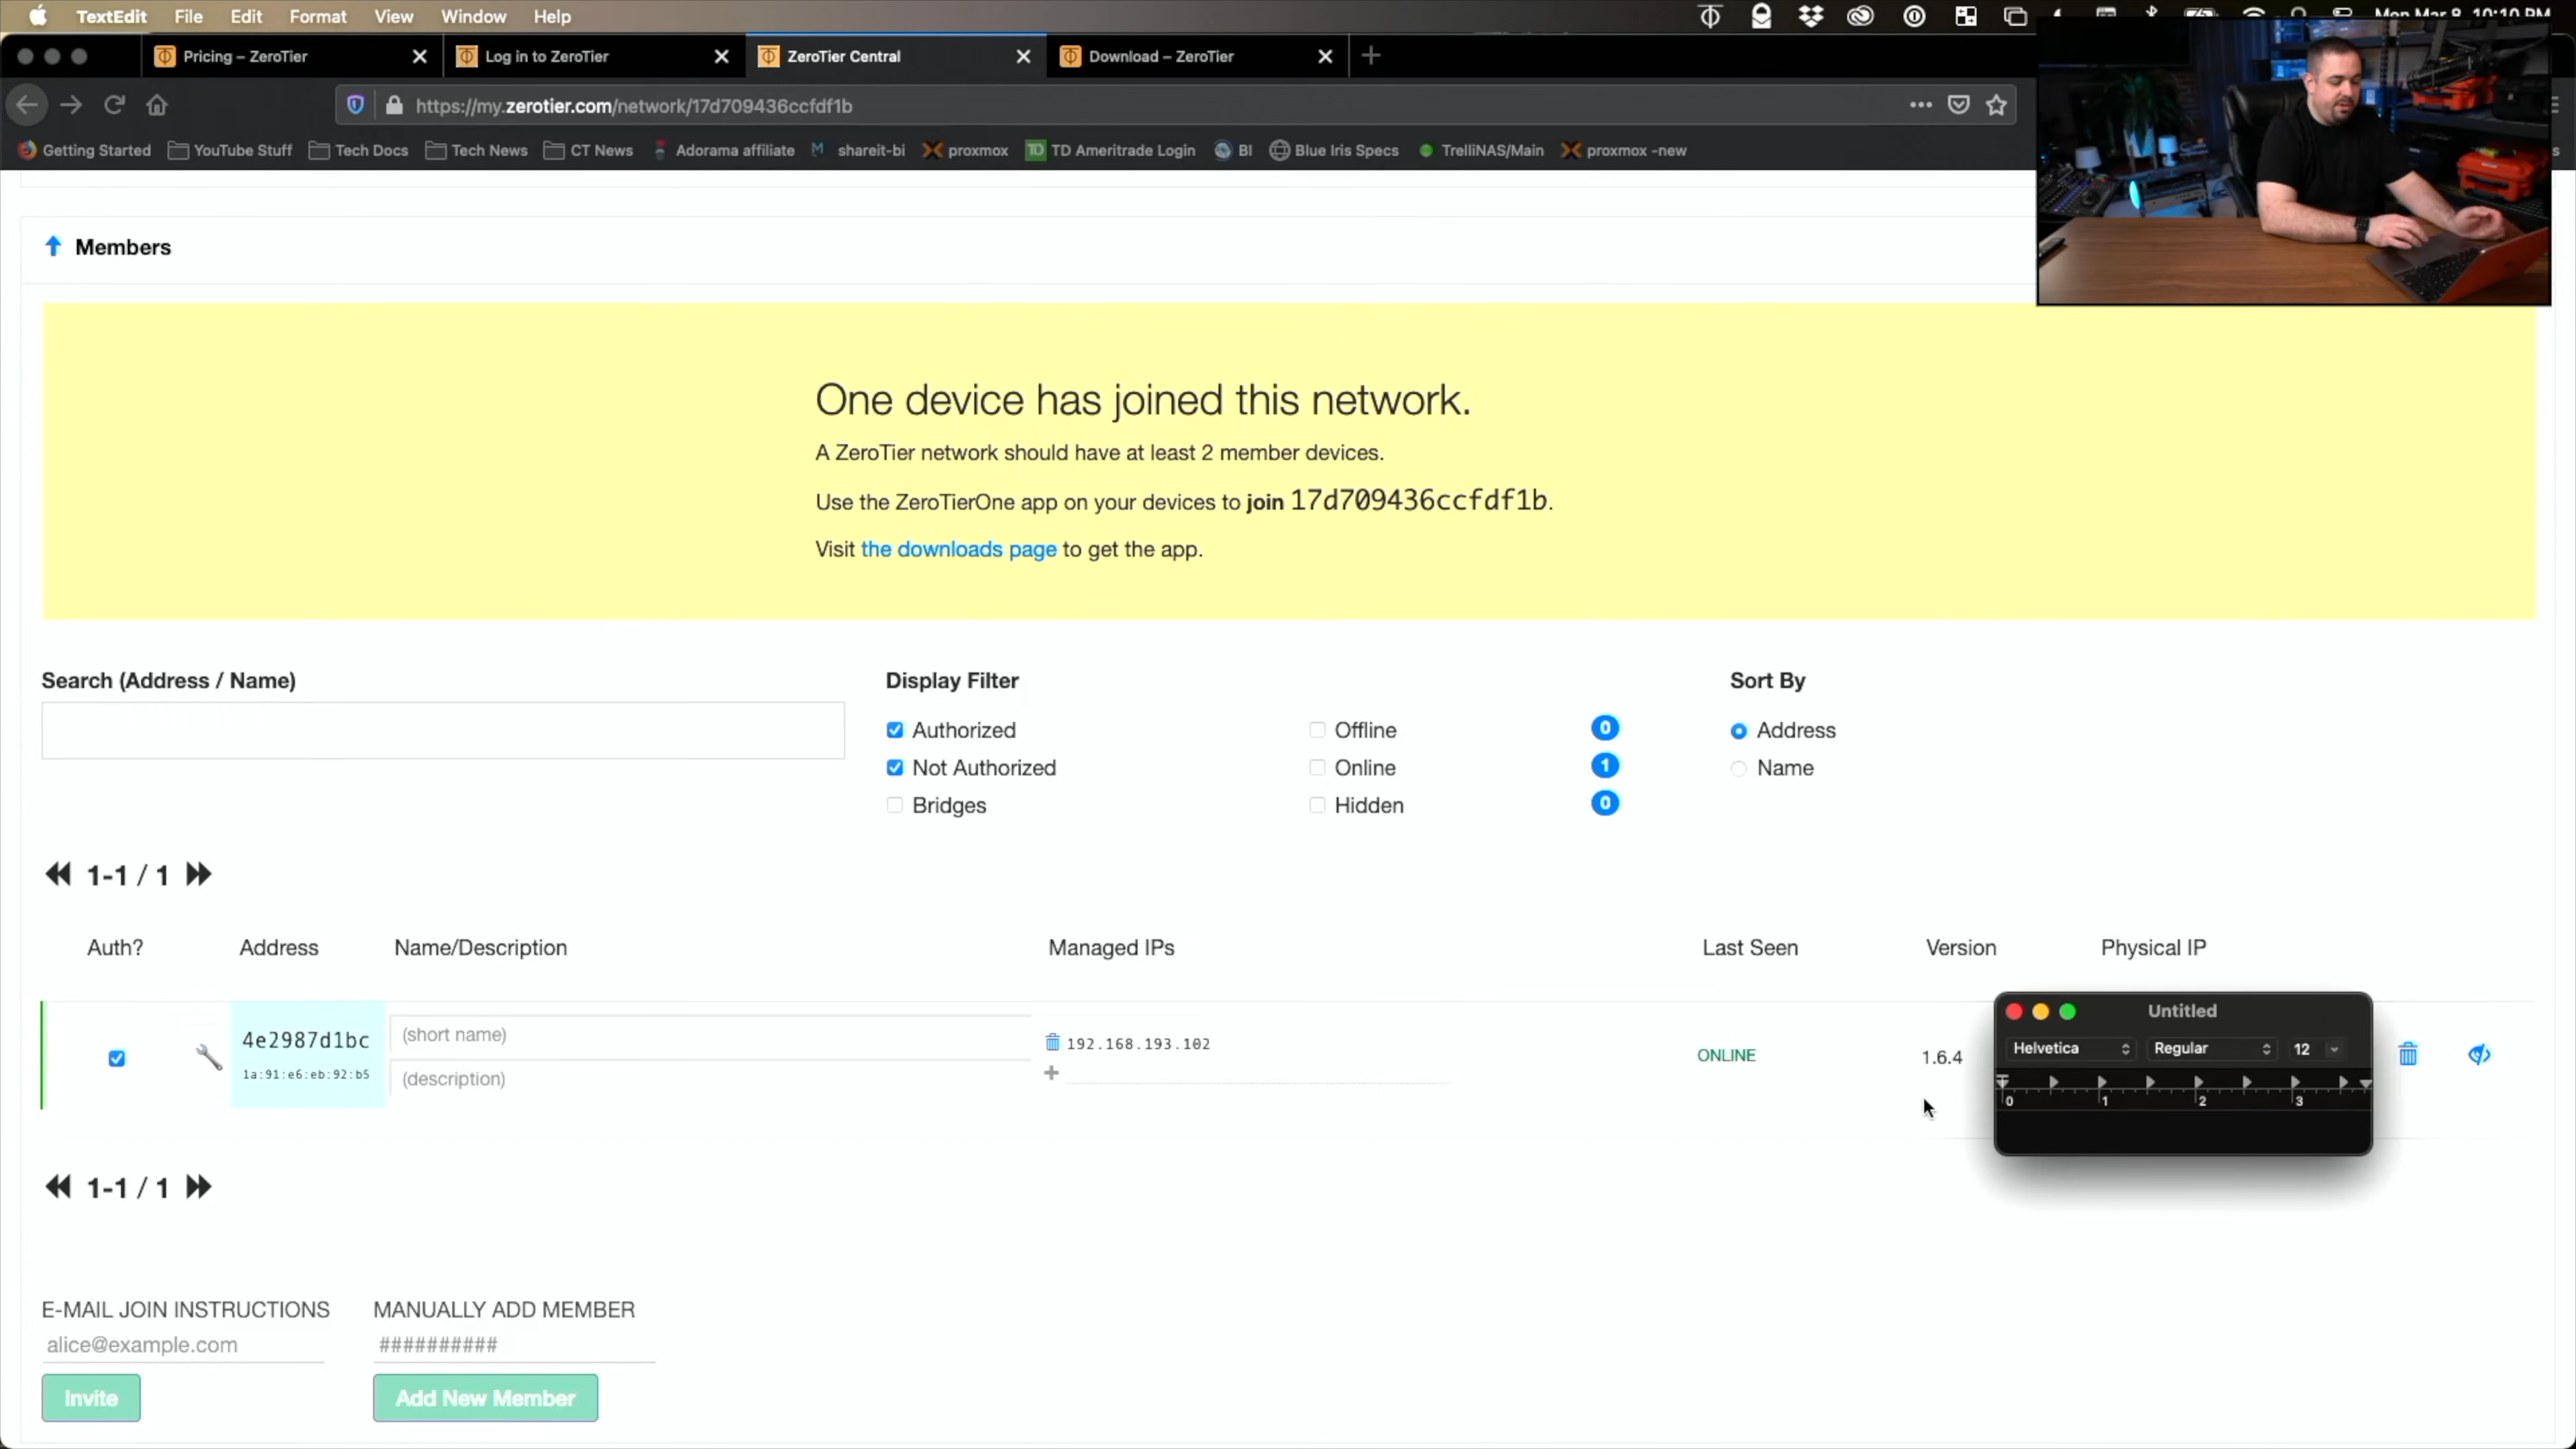 TextEdit File Edit Format View Window Help
Pricing – ZeroTier
Log in to ZeroTier
ZeroTier Central
Download – ZeroTier
https://my.zerotier.com/network/17d709436ccfdf1b
Getting Started YouTube Stuff Tech Docs Tech News CT News Adorama affiliate shareit-bi proxmox TD Ameritrade Login BI Blue Iris Specs TrelliNAS/Main proxmox -new
Members
One device has joined this network.
A ZeroTier network should have at least 2 member devices.
Use the ZeroTierOne app on your devices to join 17d709436ccfdf1b.
Visit the downloads page to get the app.
Search (Address / Name)
Display Filter
Sort By
Authorized Offline 0 Address
Not Authorized Online 1 Name
Bridges Hidden 0
1-1 / 1
Auth? Address Name/Description Managed IPs Last Seen Version Physical IP
4e2987d1bc
1a:91:e6:eb:92:b5
(short name)
(description)
192.168.193.102
+
ONLINE
1.6.4
Untitled
Helvetica Regular 12
0 1 2 3
1-1 / 1
E-MAIL JOIN INSTRUCTIONS
alice@example.com
Invite
MANUALLY ADD MEMBER
##########
Add New Member